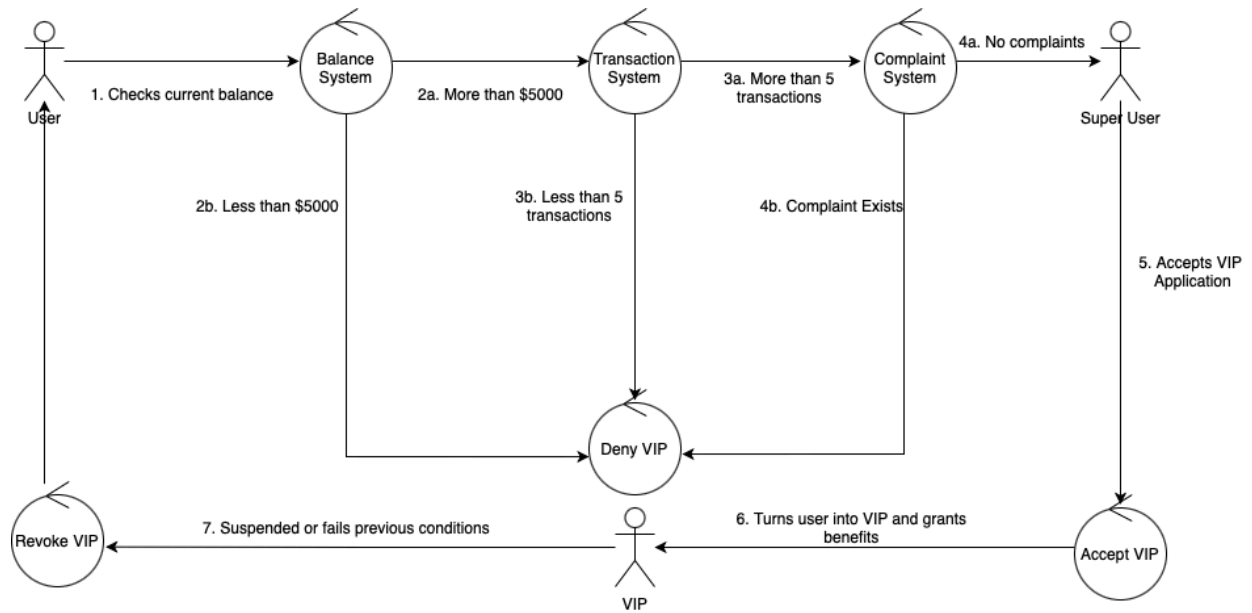 4a. No complaints
Balance
System
Transaction
System
Complaint
System
1. Checks current balance
2a. More than $5000
3a. More than 5
transactions
User
Super User
2b. Less than $5000
3b. Less than 5
transactions
4b. Complaint Exists
5. Accepts VIP
Application
Deny VIP
7. Suspended or fails previous conditions
6. Turns user into VIP and grants
benefits
Revoke VIP
Accept VIP
VIP